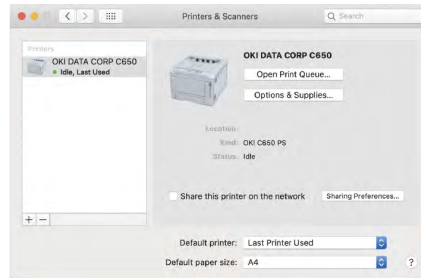 Printers & Scanners
Search
Printers
OKI DATA CORP C650
Idle, Last Used
OKI DATA CORP C650
Open Print Queue...
Options & Supplies...
Location:
Kind: OKI C650 PS
Status: Idle
Share this printer on the network
Sharing Preferences...
+ −
Default printer: Last Printer Used
Default paper size: A4
?